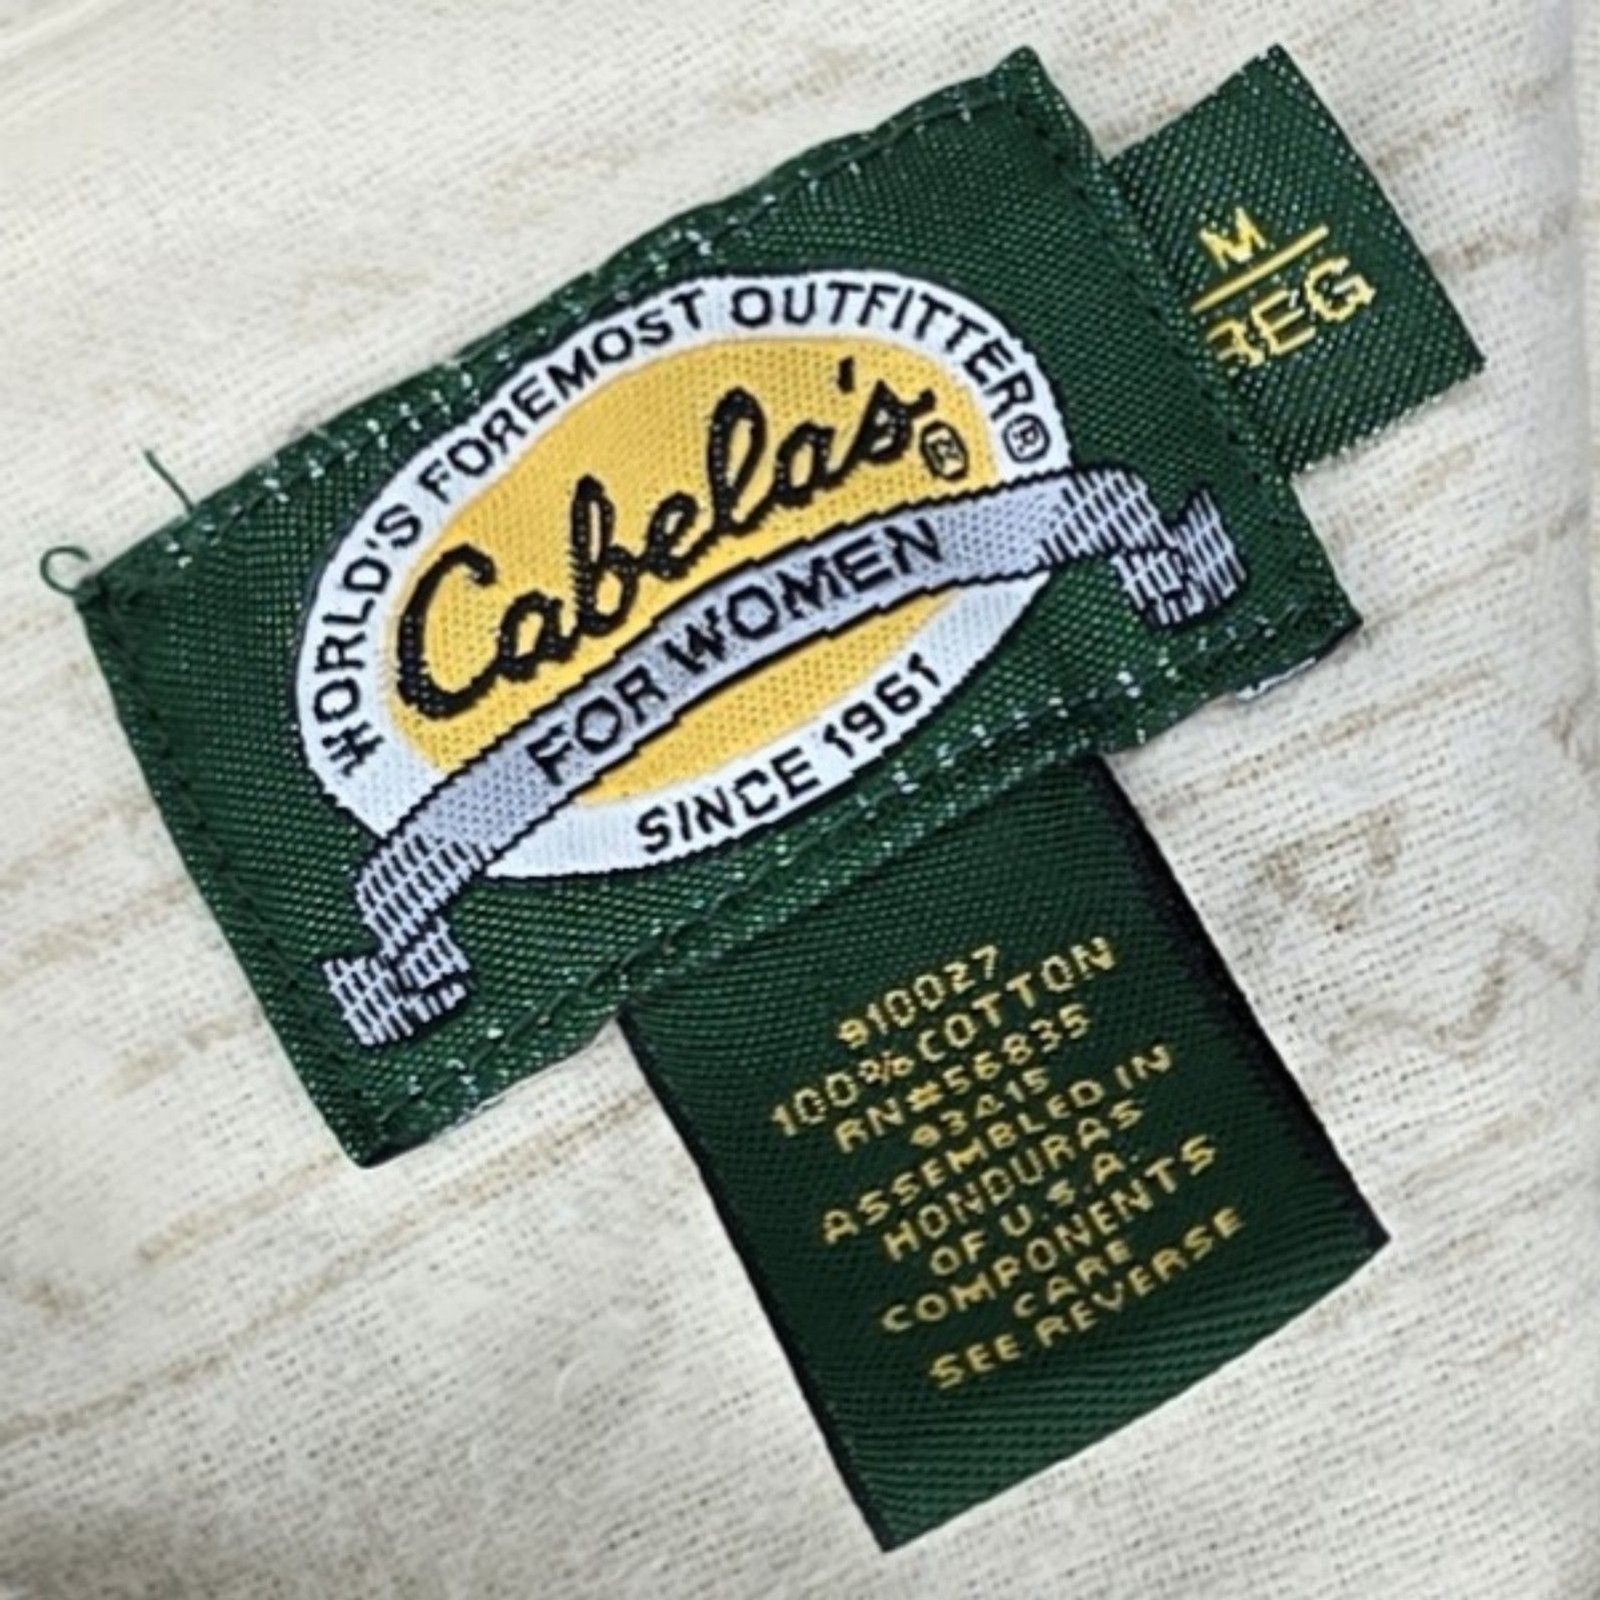 WORLD'S FOREMOST OUTFITTER®
Cabela's®
FOR WOMEN
SINCE 1961
M
REG
910027
100% COTTON
RN#56835
ASSEMBLED IN
HONDURAS
OF U.S.A.
COMPONENTS
CARE
SEE REVERSE